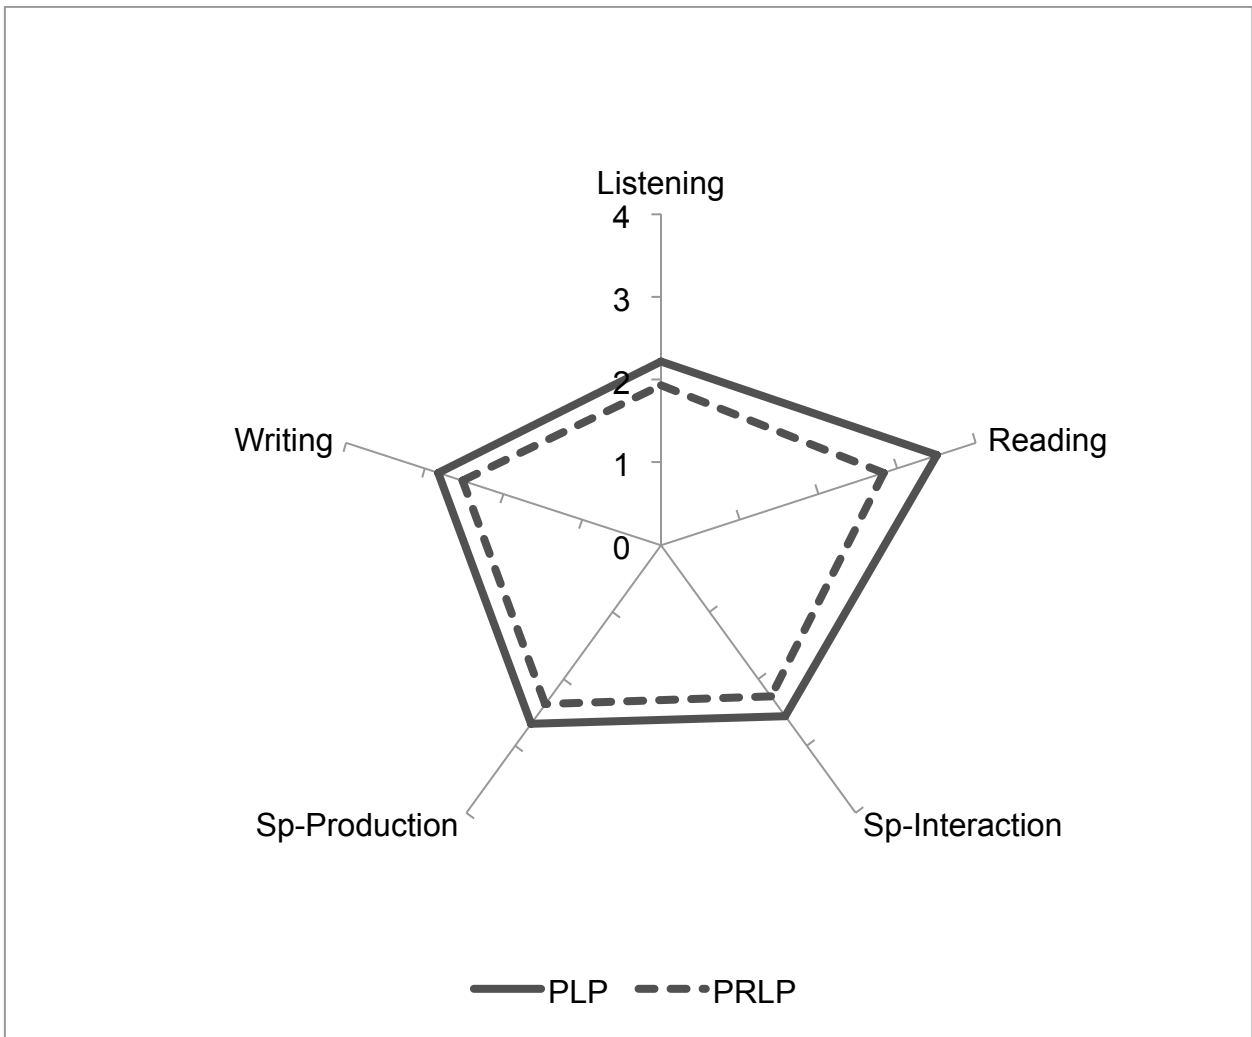 Listening
4
3
2
1
0
Writing
Reading
Sp-Production
Sp-Interaction
PLP PRLP